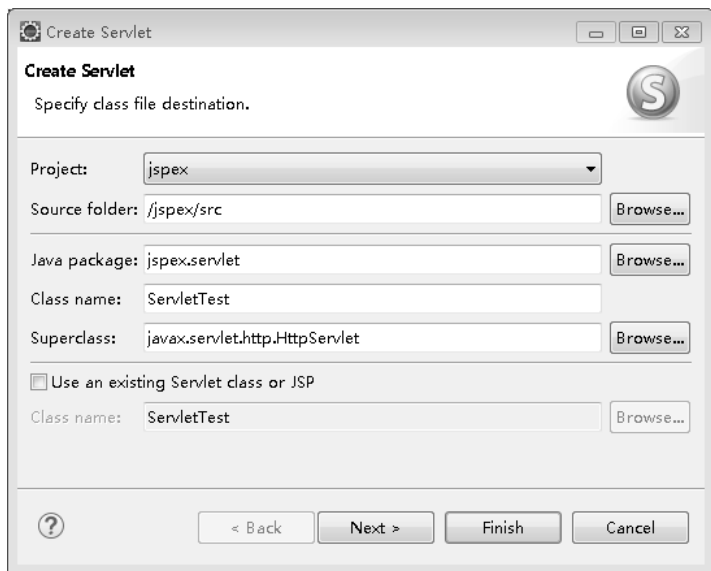 Create Servlet
Create Servlet
Specify class file destination.
S
Project: jspex
Source folder: /jspex/src Browse...
Java package: jspex.servlet Browse...
Class name: ServletTest
Superclass: javax.servlet.http.HttpServlet Browse...
Use an existing Servlet class or JSP
Class name: ServletTest Browse...
? < Back Next > Finish Cancel